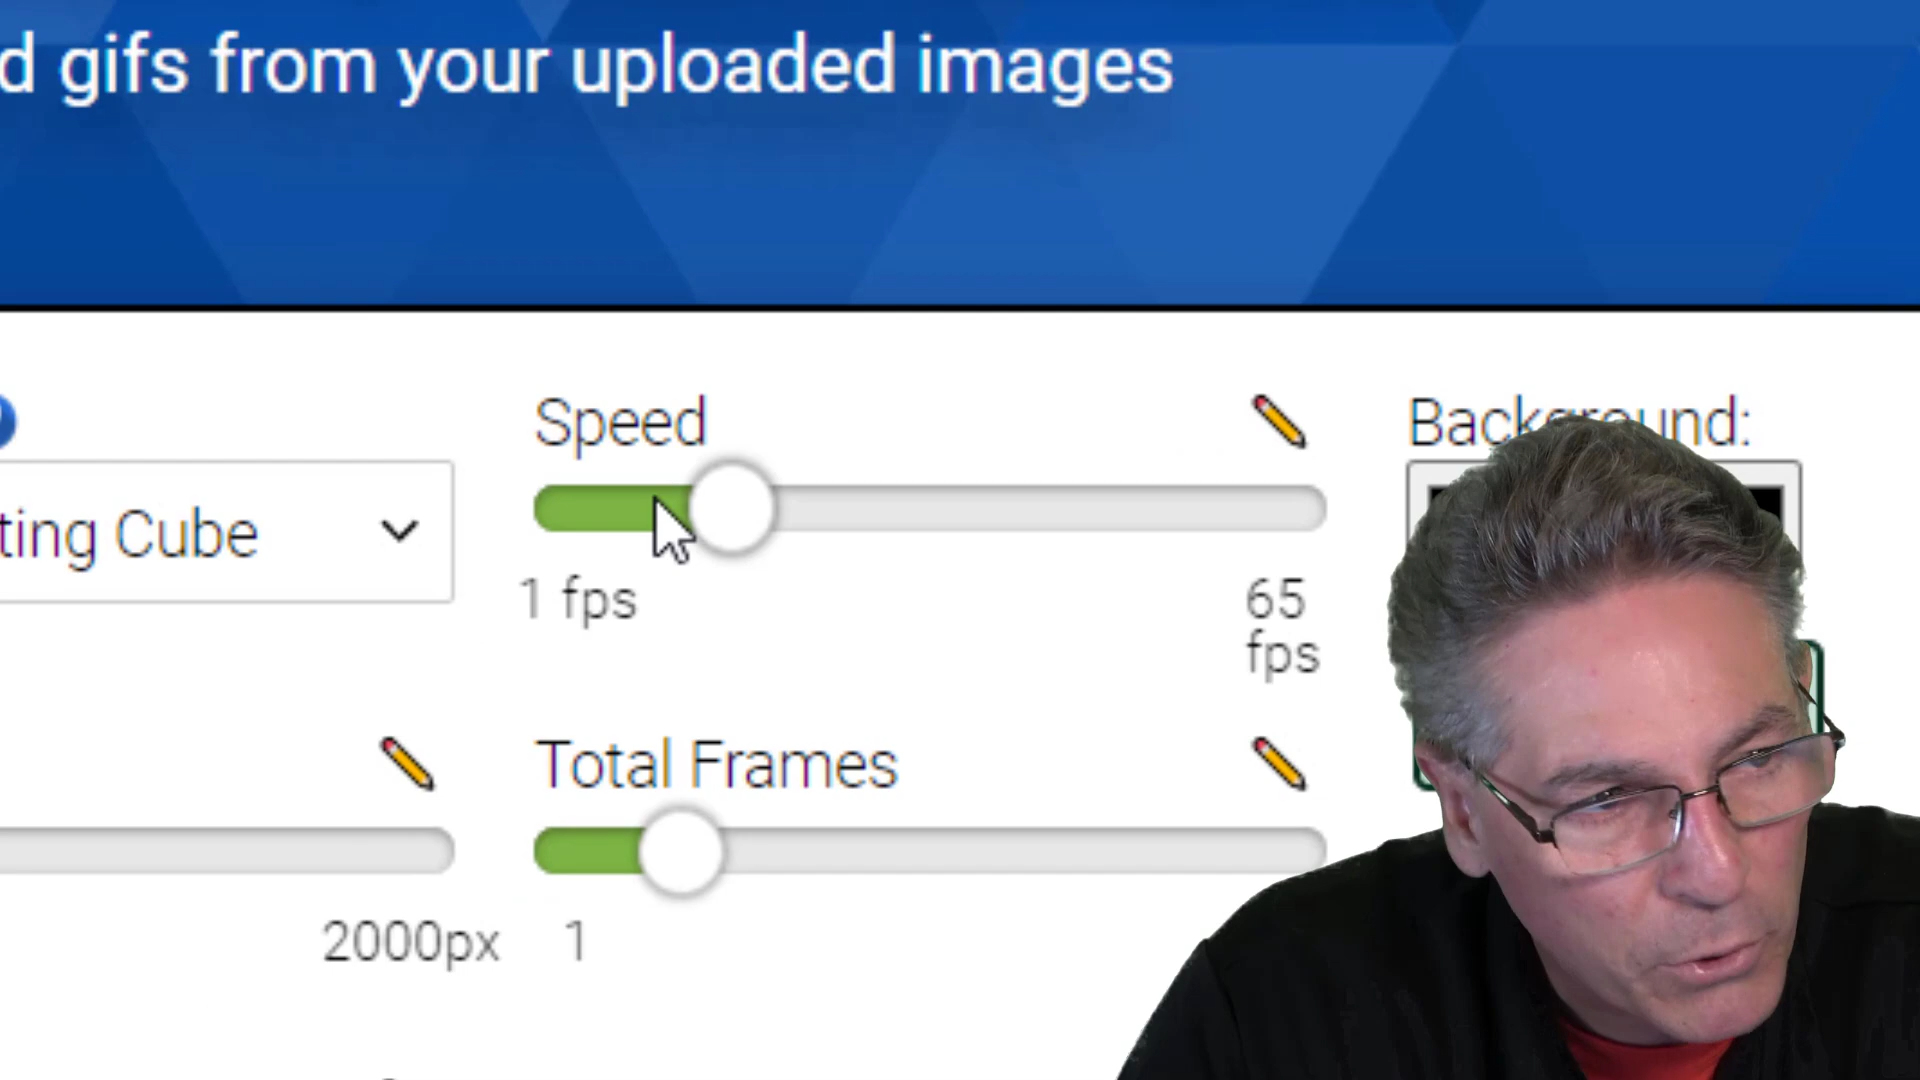 d gifs from your uploaded images
Speed
Background:
ting Cube
1 fps
65
fps
Total Frames
2000px
1